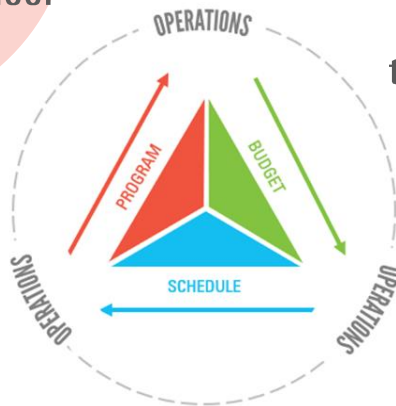 OPERATIONS
PROGRAM
BUDGET
SCHEDULE
OPERATIONS
OPERATIONS